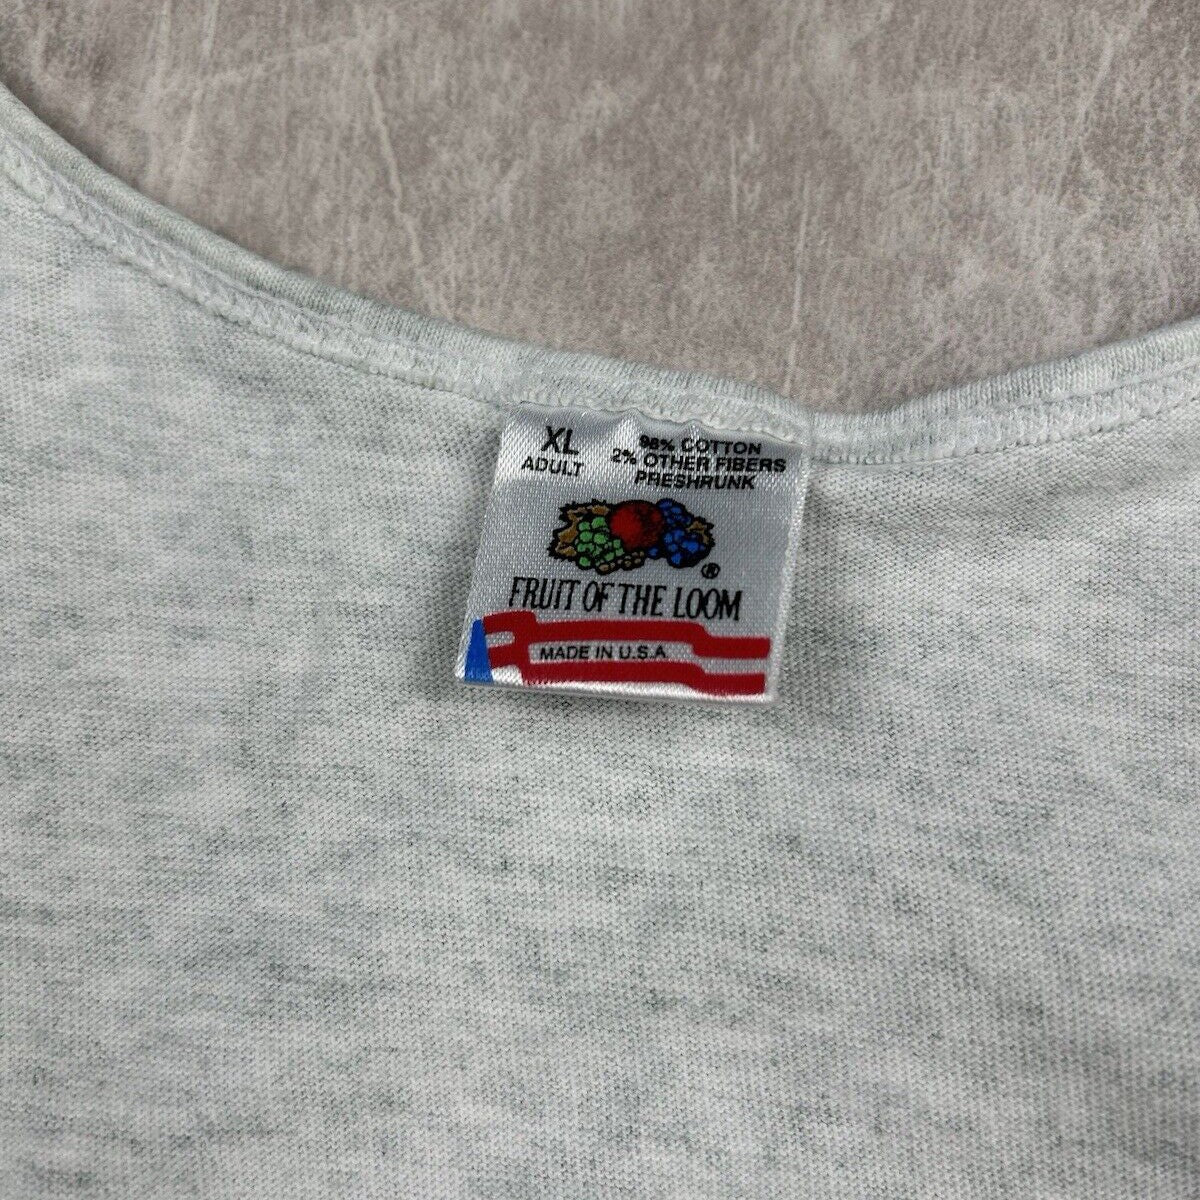 XL
ADULT
98% COTTON
2% OTHER FIBERS
PRESHRUNK
®
FRUIT OF THE LOOM
MADE IN U.S.A.